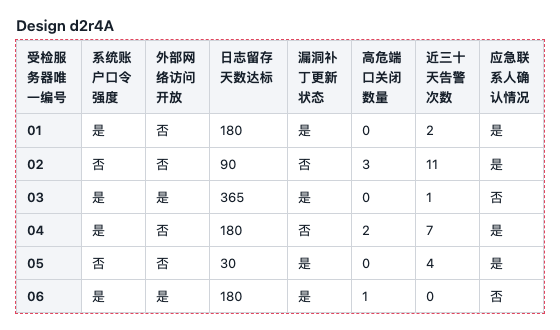 Design d2r4A
受检服务器唯一编号 系统账户口令强度 外部网络访问开放 日志留存天数达标 漏洞补丁更新状态 高危端口关闭数量 近三十天告警次数 应急联系人确认情况
01 是 否 180 是 0 2 是
02 否 否 90 否 3 11 是
03 是 是 365 是 0 1 否
04 是 否 180 否 2 7 是
05 否 否 30 是 0 4 是
06 是 是 180 是 1 0 否